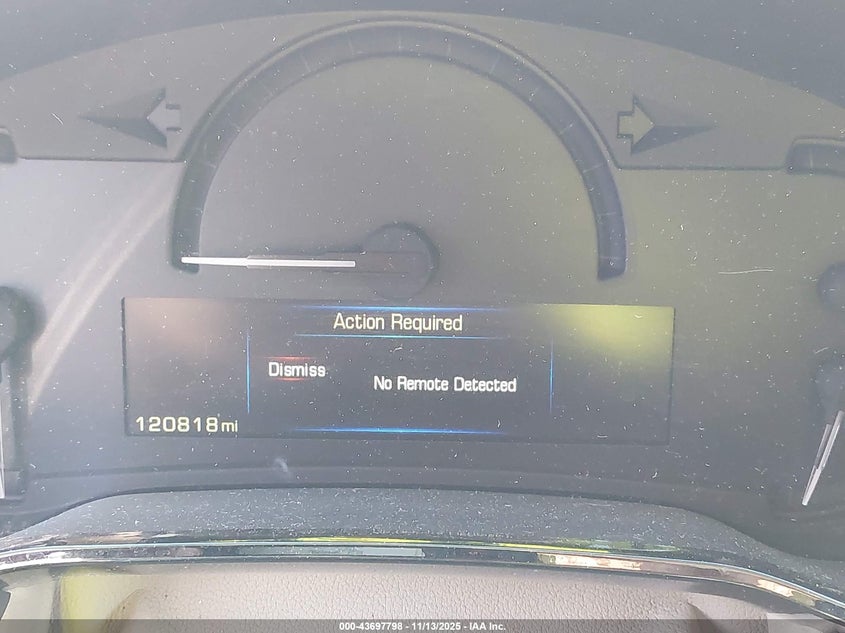 Action Required
Dismiss
No Remote Detected
120818 mi
000-43697798 - 11/13/2025 - IAA Inc.